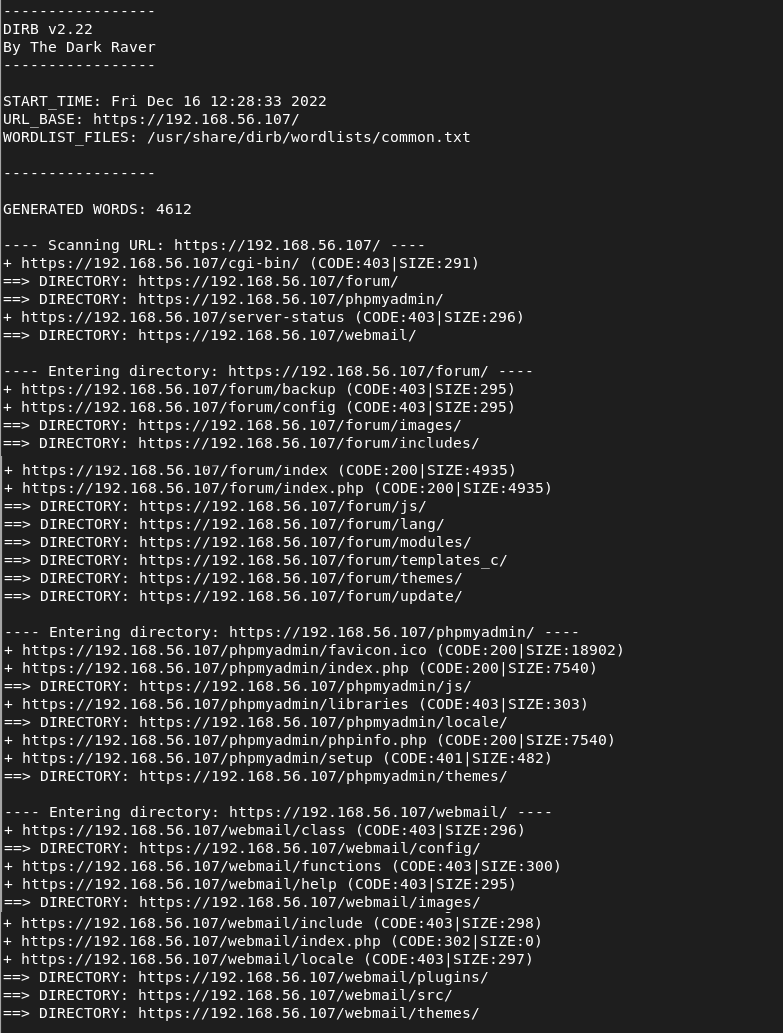 -----------------
DIRB v2.22
By The Dark Raver
-----------------
START_TIME: Fri Dec 16 12:28:33 2022
URL_BASE: https://192.168.56.107/
WORDLIST_FILES: /usr/share/dirb/wordlists/common.txt
-----------------
GENERATED WORDS: 4612
---- Scanning URL: https://192.168.56.107/ ----
+ https://192.168.56.107/cgi-bin/ (CODE:403|SIZE:291)
==> DIRECTORY: https://192.168.56.107/forum/
==> DIRECTORY: https://192.168.56.107/phpmyadmin/
+ https://192.168.56.107/server-status (CODE:403|SIZE:296)
==> DIRECTORY: https://192.168.56.107/webmail/
---- Entering directory: https://192.168.56.107/forum/ ----
+ https://192.168.56.107/forum/backup (CODE:403|SIZE:295)
+ https://192.168.56.107/forum/config (CODE:403|SIZE:295)
==> DIRECTORY: https://192.168.56.107/forum/images/
==> DIRECTORY: https://192.168.56.107/forum/includes/
+ https://192.168.56.107/forum/index (CODE:200|SIZE:4935)
+ https://192.168.56.107/forum/index.php (CODE:200|SIZE:4935)
==> DIRECTORY: https://192.168.56.107/forum/js/
==> DIRECTORY: https://192.168.56.107/forum/lang/
==> DIRECTORY: https://192.168.56.107/forum/modules/
==> DIRECTORY: https://192.168.56.107/forum/templates_c/
==> DIRECTORY: https://192.168.56.107/forum/themes/
==> DIRECTORY: https://192.168.56.107/forum/update/
---- Entering directory: https://192.168.56.107/phpmyadmin/ ----
+ https://192.168.56.107/phpmyadmin/favicon.ico (CODE:200|SIZE:18902)
+ https://192.168.56.107/phpmyadmin/index.php (CODE:200|SIZE:7540)
==> DIRECTORY: https://192.168.56.107/phpmyadmin/js/
+ https://192.168.56.107/phpmyadmin/libraries (CODE:403|SIZE:303)
==> DIRECTORY: https://192.168.56.107/phpmyadmin/locale/
+ https://192.168.56.107/phpmyadmin/phpinfo.php (CODE:200|SIZE:7540)
+ https://192.168.56.107/phpmyadmin/setup (CODE:401|SIZE:482)
==> DIRECTORY: https://192.168.56.107/phpmyadmin/themes/
---- Entering directory: https://192.168.56.107/webmail/ ----
+ https://192.168.56.107/webmail/class (CODE:403|SIZE:296)
==> DIRECTORY: https://192.168.56.107/webmail/config/
+ https://192.168.56.107/webmail/functions (CODE:403|SIZE:300)
+ https://192.168.56.107/webmail/help (CODE:403|SIZE:295)
==> DIRECTORY: https://192.168.56.107/webmail/images/
+ https://192.168.56.107/webmail/include (CODE:403|SIZE:298)
+ https://192.168.56.107/webmail/index.php (CODE:302|SIZE:0)
+ https://192.168.56.107/webmail/locale (CODE:403|SIZE:297)
==> DIRECTORY: https://192.168.56.107/webmail/plugins/
==> DIRECTORY: https://192.168.56.107/webmail/src/
==> DIRECTORY: https://192.168.56.107/webmail/themes/